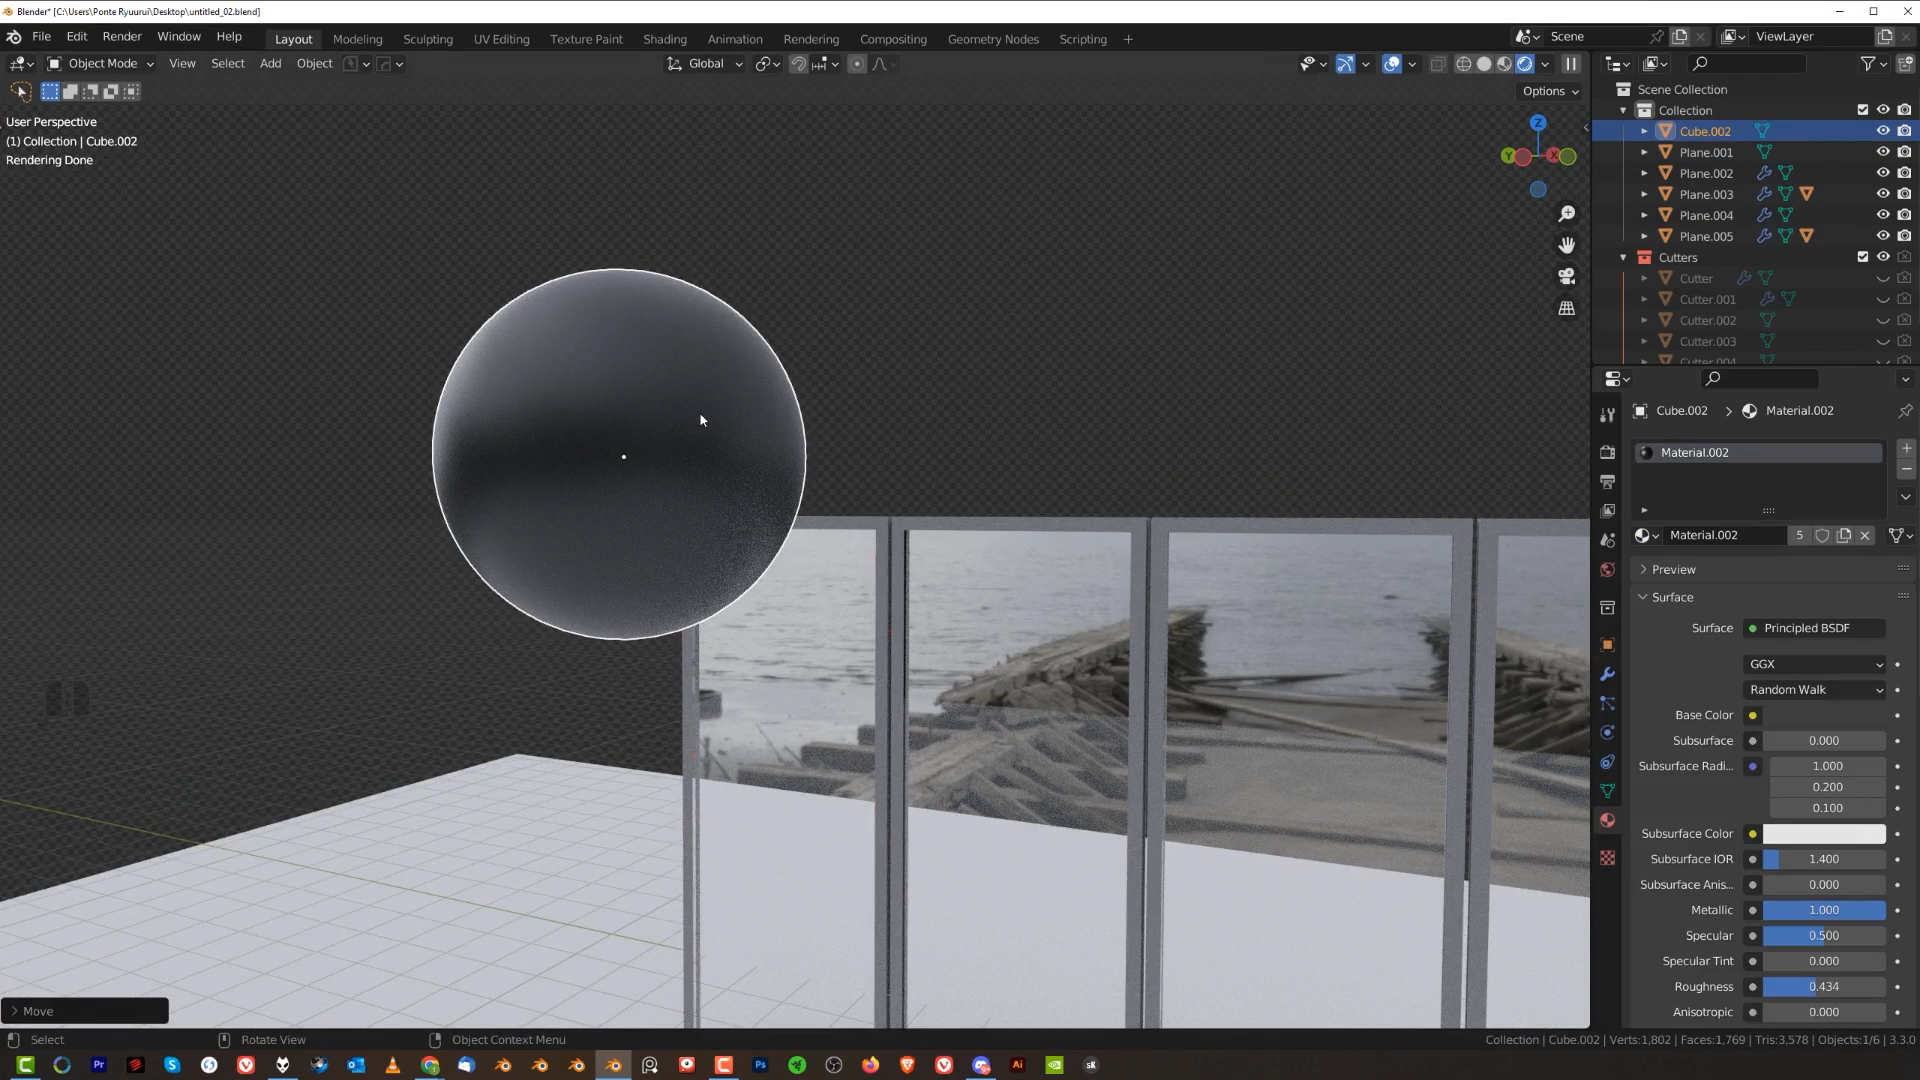 Blender* [C:\Users\Ponte Ryuurui\Desktop\untitled_02.blend]
File Edit Render Window Help Layout Modeling Sculpting UV Editing Texture Paint Shading Animation Rendering Compositing Geometry Nodes Scripting + Scene ViewLayer
Object Mode View Select Add Object Global
Options
User Perspective
(1) Collection | Cube.002
Rendering Done
Z
Y X
Scene Collection
Collection
Cube.002
Plane.001
Plane.002
Plane.003
Plane.004
Plane.005
Cutters
Cutter
Cutter.001
Cutter.002
Cutter.003
Cutter.004
Cube.002 > Material.002
Material.002
Material.002 5
Preview
Surface
Surface Principled BSDF
GGX
Random Walk
Base Color
Subsurface 0.000
Subsurface Radi... 1.000
0.200
0.100
Subsurface Color
Subsurface IOR 1.400
Subsurface Anis... 0.000
Metallic 1.000
Specular 0.500
Specular Tint 0.000
Roughness 0.434
Anisotropic 0.000
> Move
Select Rotate View Object Context Menu Collection | Cube.002 | Verts:1,802 | Faces:1,769 | Tris:3,578 | Objects:1/6 | 3.3.0
Pr Ps Ai sK